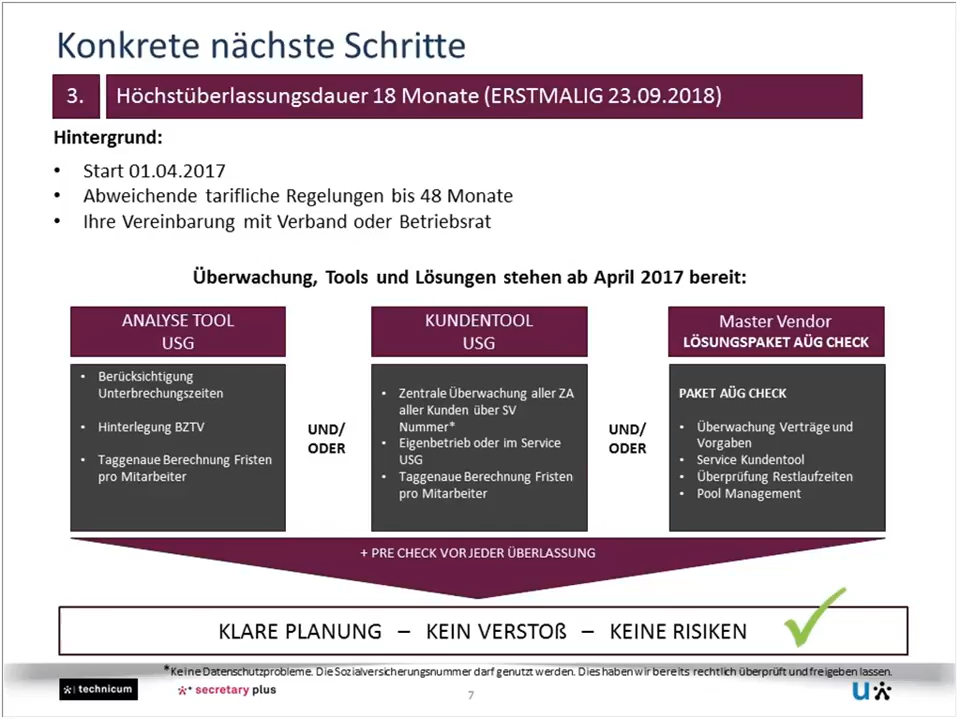 Konkrete nächste Schritte
3. Höchstüberlassungsdauer 18 Monate (ERSTMALIG 23.09.2018)
Hintergrund:
• Start 01.04.2017
• Abweichende tarifliche Regelungen bis 48 Monate
• Ihre Vereinbarung mit Verband oder Betriebsrat
Überwachung, Tools und Lösungen stehen ab April 2017 bereit:
ANALYSE TOOL
USG
• Berücksichtigung
Unterbrechungszeiten
• Hinterlegung BZTV
• Taggenaue Berechnung Fristen
pro Mitarbeiter
UND/
ODER
KUNDENTOOL
USG
• Zentrale Überwachung aller ZA
aller Kunden über SV
Nummer*
• Eigenbetrieb oder im Service
USG
• Taggenaue Berechnung Fristen
pro Mitarbeiter
UND/
ODER
Master Vendor
LÖSUNGSPAKET AÜG CHECK
PAKET AÜG CHECK
• Überwachung Verträge und
Vorgaben
• Service Kundentool
• Überprüfung Restlaufzeiten
• Pool Management
+ PRE CHECK VOR JEDER ÜBERLASSUNG
KLARE PLANUNG – KEIN VERSTOß – KEINE RISIKEN
*Keine Datenschutzprobleme. Die Sozialversicherungsnummer darf genutzt werden. Dies haben wir bereits rechtlich überprüft und freigeben lassen.
technicum
secretary plus
7
u